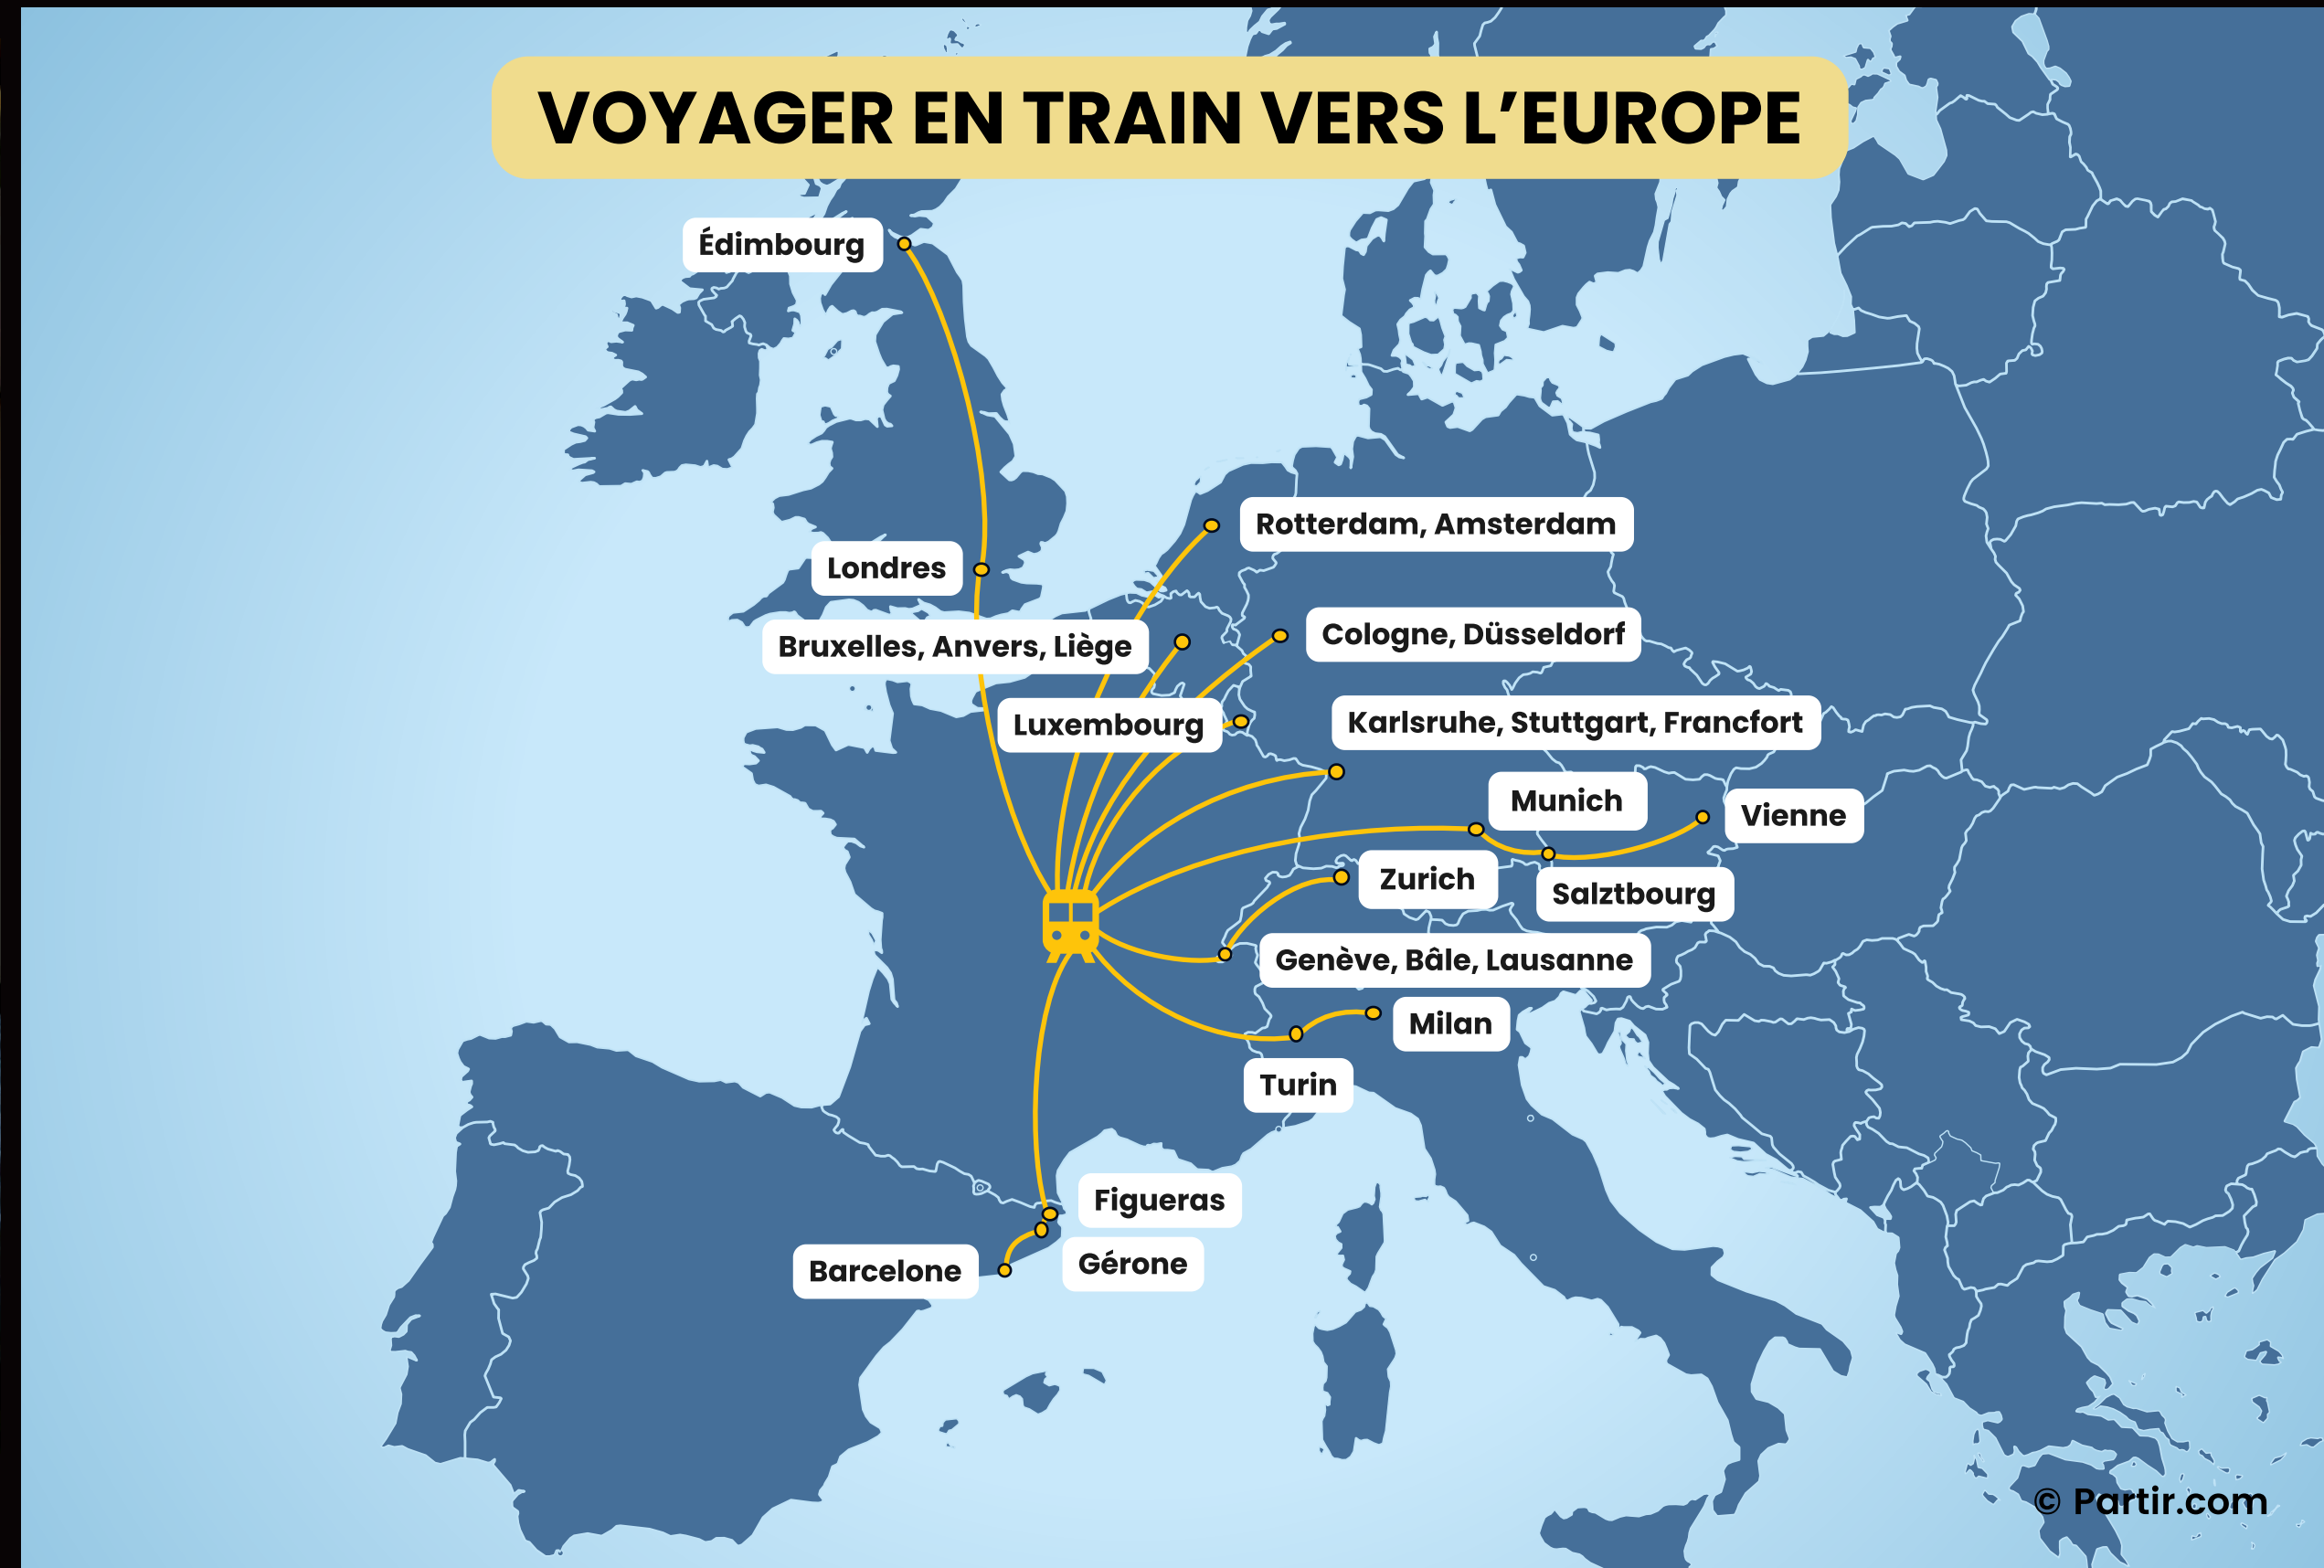 VOYAGER EN TRAIN VERS L’EUROPE
Édimbourg
Rotterdam, Amsterdam
Londres
Bruxelles, Anvers, Liège
Cologne, Düsseldorf
Luxembourg
Karlsruhe, Stuttgart, Francfort
Munich
Vienne
Zurich
Salztbourg
Genève, Bâle, Lausanne
Milan
Turin
Figueras
Gérone
Barcelone
© Partir.com